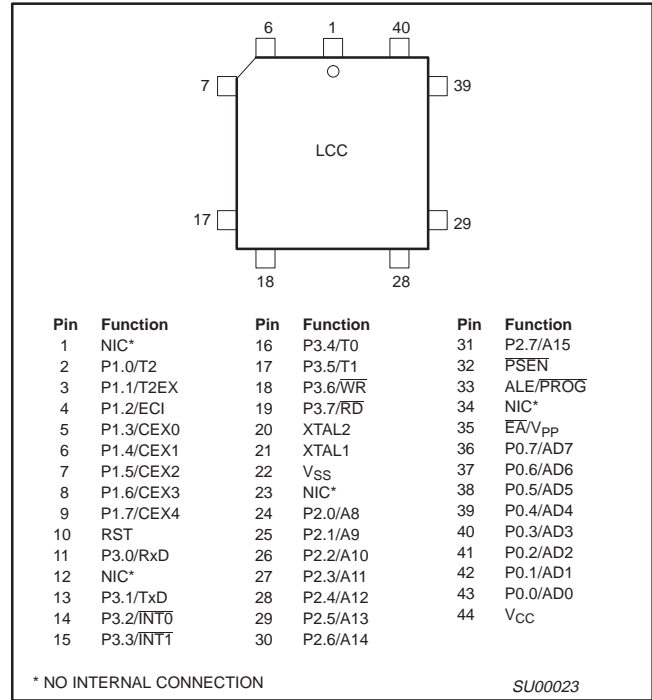 6 1 40
7 39
LCC
17 29
18 28
Pin Function Pin Function Pin Function
1 NIC* 16 P3.4/T0 31 P2.7/A15
2 P1.0/T2 17 P3.5/T1 32 P̅S̅E̅N̅
3 P1.1/T2EX 18 P3.6/W̅R̅ 33 ALE/P̅R̅O̅G̅
4 P1.2/ECI 19 P3.7/R̅D̅ 34 NIC*
5 P1.3/CEX0 20 XTAL2 35 E̅A̅/VPP
6 P1.4/CEX1 21 XTAL1 36 P0.7/AD7
7 P1.5/CEX2 22 VSS 37 P0.6/AD6
8 P1.6/CEX3 23 NIC* 38 P0.5/AD5
9 P1.7/CEX4 24 P2.0/A8 39 P0.4/AD4
10 RST 25 P2.1/A9 40 P0.3/AD3
11 P3.0/RxD 26 P2.2/A10 41 P0.2/AD2
12 NIC* 27 P2.3/A11 42 P0.1/AD1
13 P3.1/TxD 28 P2.4/A12 43 P0.0/AD0
14 P3.2/I̅N̅T̅0̅ 29 P2.5/A13 44 VCC
15 P3.3/I̅N̅T̅1̅ 30 P2.6/A14
* NO INTERNAL CONNECTION SU00023